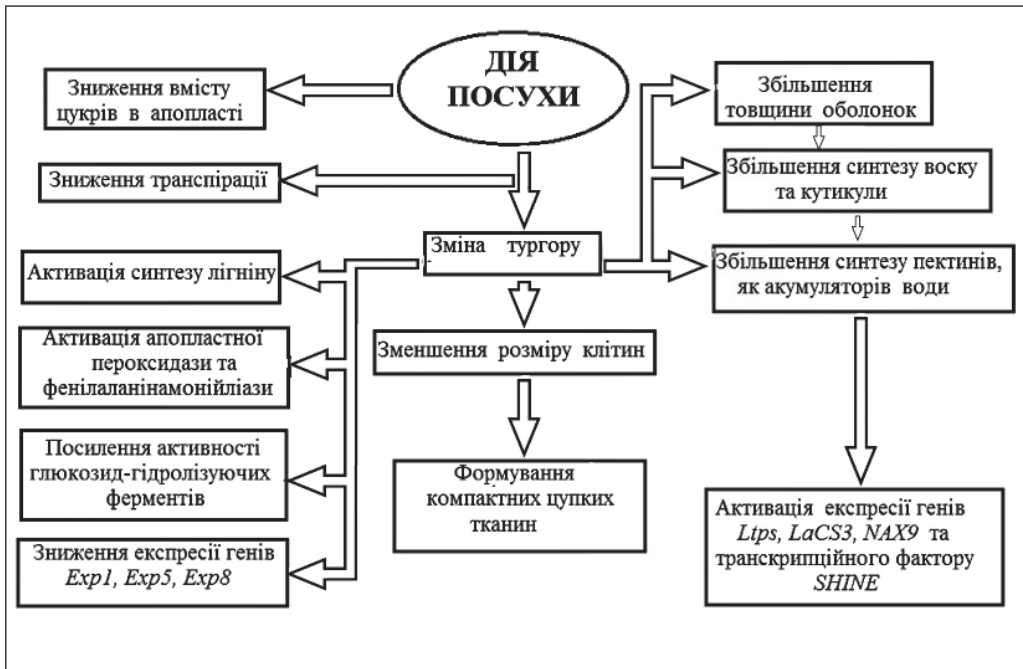 ДІЯ
ПОСУХИ
Зниження вмісту
цукрів в апопласті
Зниження транспірації
Активація синтезу лігніну
Активація апопластної
пероксидази та
фенілаланінамонійліази
Посилення активності
глюкозид-гідролізуючих
ферментів
Зниження експресії генів
Exp1, Exp5, Exp8
Зміна тургору
Зменшення розміру клітин
Формування
компактних цупких
тканин
Збільшення
товщини оболонок
Збільшення синтезу воску
та кутикули
Збільшення синтезу пектинів,
як акумуляторів води
Активація експресії генів
Ltps, LaCS3, NAX9 та
транскрипційного фактору
SHINE